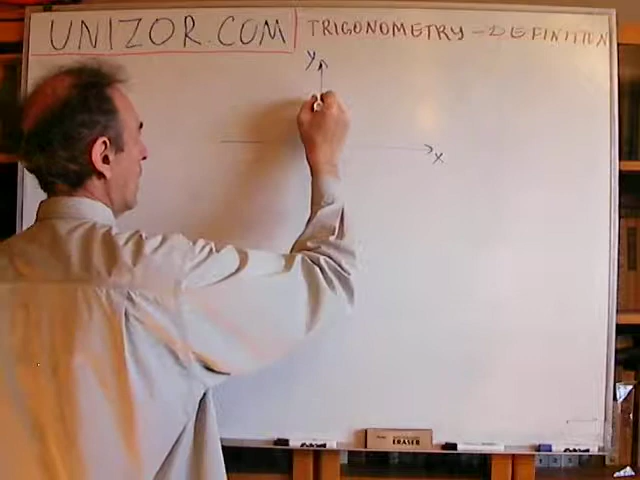 UNIZOR.COM
TRIGONOMETRY - DEFINITION
Y
X
ERASER